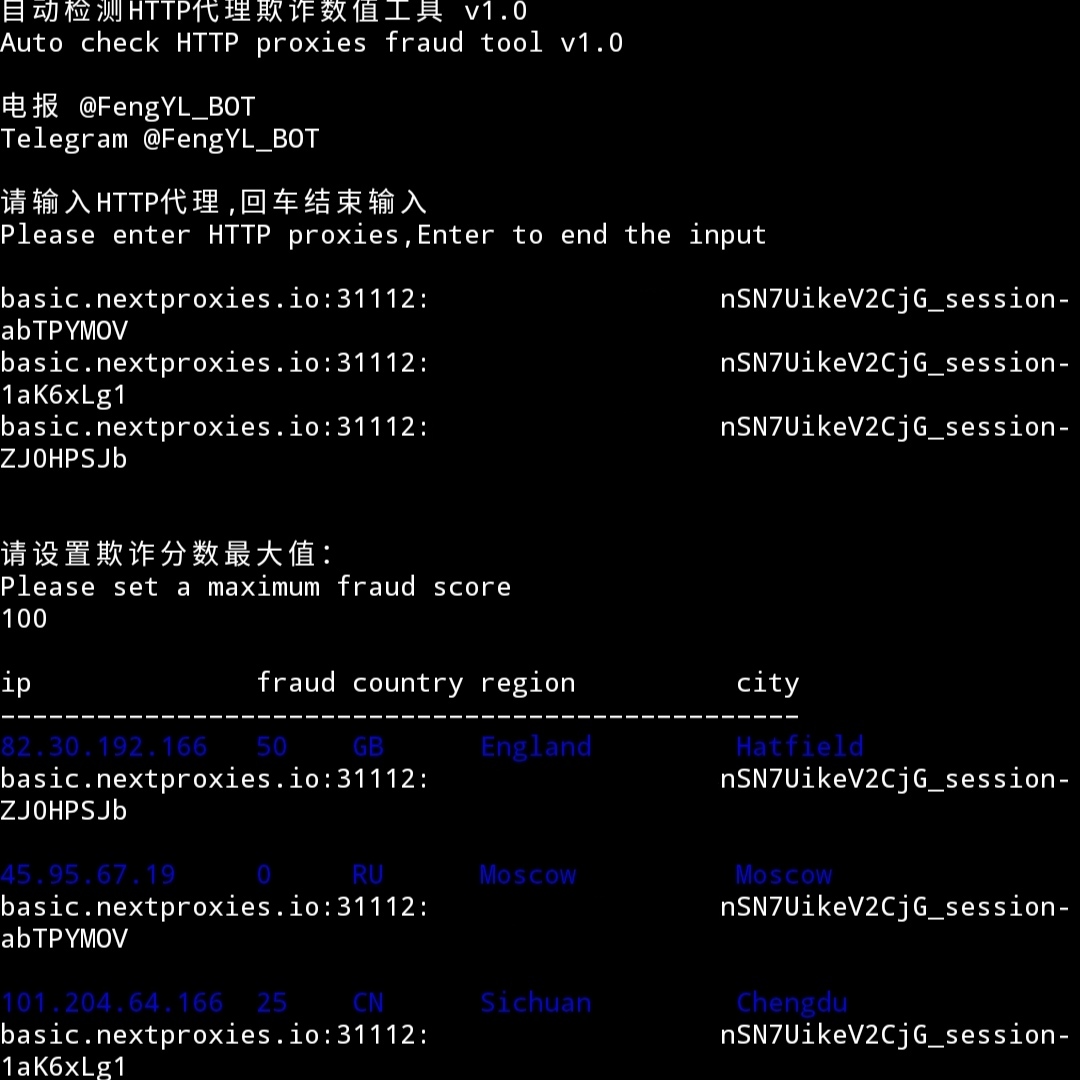 自动检测HTTP代理欺诈数值工具 v1.0
Auto check HTTP proxies fraud tool v1.0
电报 @FengYL_BOT
Telegram @FengYL_BOT
请输入HTTP代理,回车结束输入
Please enter HTTP proxies,Enter to end the input
basic.nextproxies.io:31112: nSN7UikeV2CjG_session-
abTPYMOV
basic.nextproxies.io:31112: nSN7UikeV2CjG_session-
1aK6xLg1
basic.nextproxies.io:31112: nSN7UikeV2CjG_session-
ZJ0HPSJb
请设置欺诈分数最大值:
Please set a maximum fraud score
100
ip fraud country region city
--------------------------------------------------
82.30.192.166 50 GB England Hatfield
basic.nextproxies.io:31112: nSN7UikeV2CjG_session-
ZJ0HPSJb
45.95.67.19 0 RU Moscow Moscow
basic.nextproxies.io:31112: nSN7UikeV2CjG_session-
abTPYMOV
101.204.64.166 25 CN Sichuan Chengdu
basic.nextproxies.io:31112: nSN7UikeV2CjG_session-
1aK6xLg1